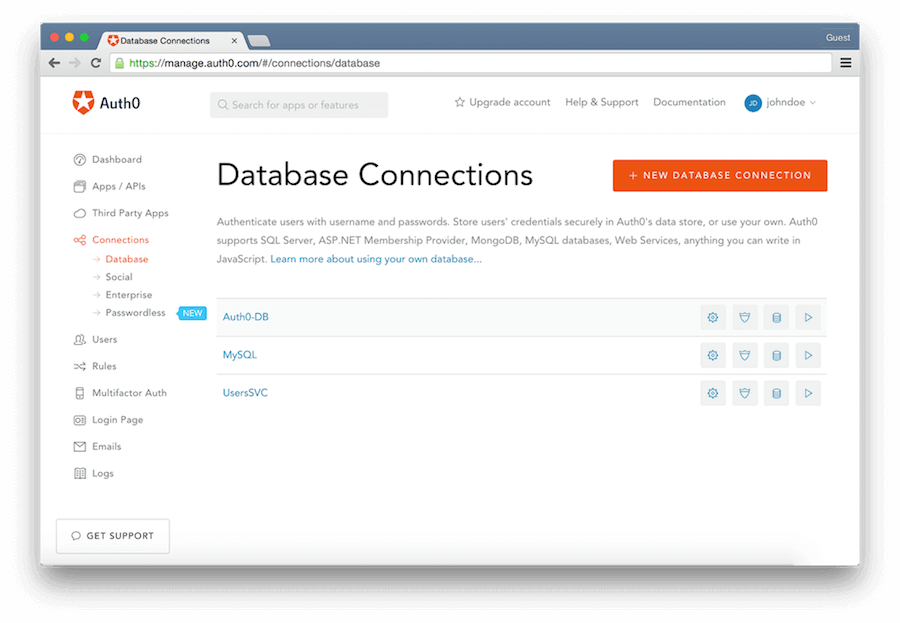 Database Connections
Guest
https://manage.auth0.com/#/connections/database
Auth0
Search for apps or features
Upgrade account
Help & Support
Documentation
JD
johndoe
Dashboard
Apps / APIs
Third Party Apps
Connections
Database
Social
Enterprise
Passwordless
NEW
Users
Rules
Multifactor Auth
Login Page
Emails
Logs
GET SUPPORT
Database Connections
+ NEW DATABASE CONNECTION
Authenticate users with username and passwords. Store users' credentials securely in Auth0's data store, or use your own. Auth0
supports SQL Server, ASP.NET Membership Provider, MongoDB, MySQL databases, Web Services, anything you can write in
JavaScript. Learn more about using your own database...
Auth0-DB
MySQL
UsersSVC